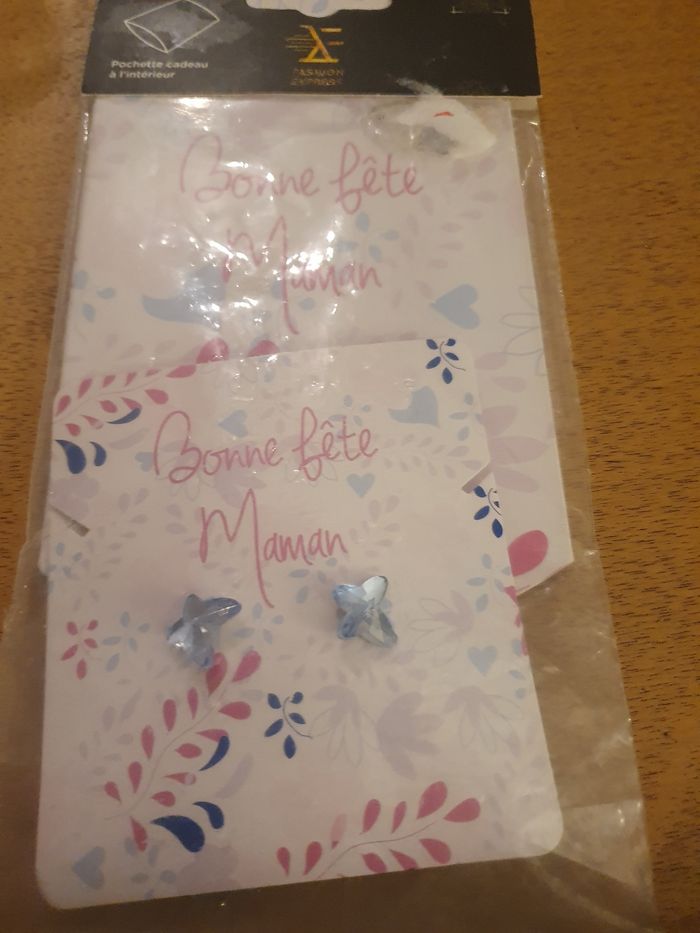 Pochette cadeau
à l'intérieur
FASHION
EXPRESS
Bonne fête
Maman
Bonne fête
Maman